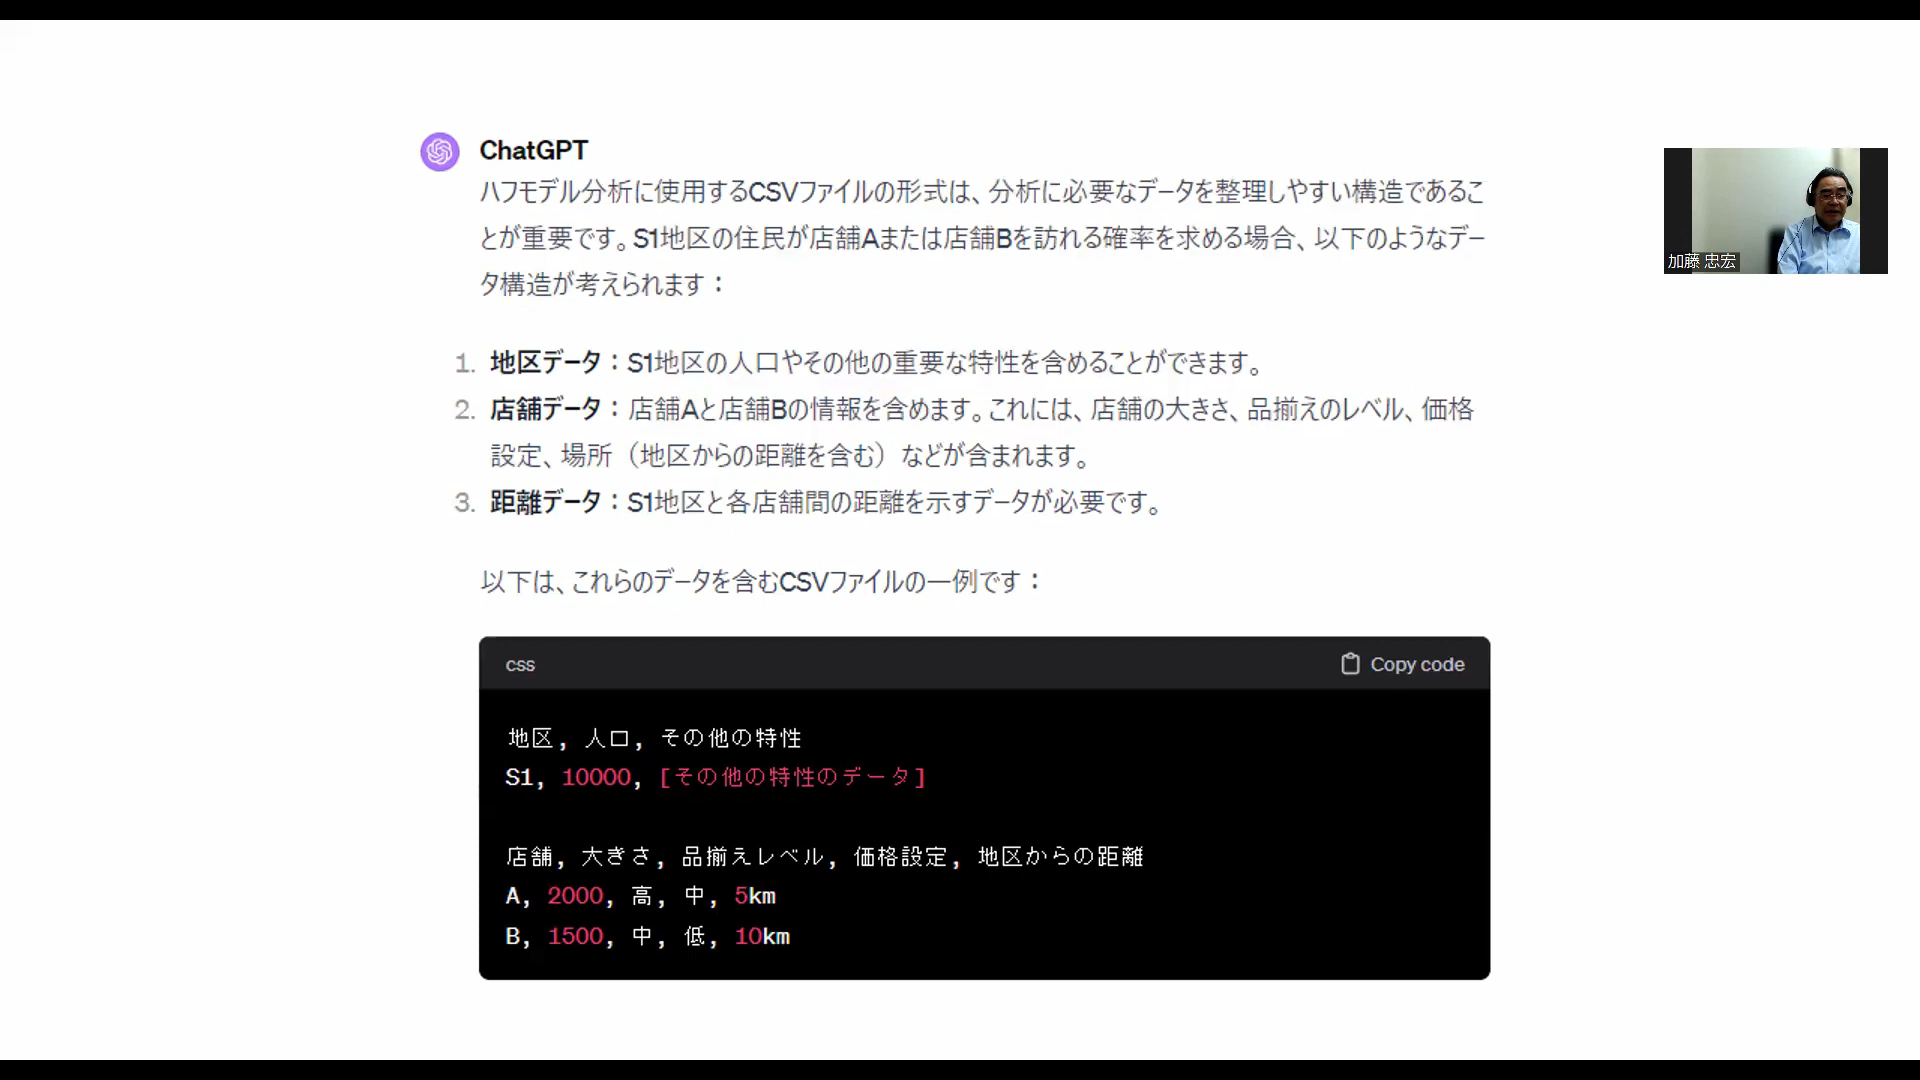 ChatGPT
ハフモデル分析に使用するCSVファイルの形式は、分析に必要なデータを整理しやすい構造であるこ
とが重要です。S1地区の住民が店舗Aまたは店舗Bを訪れる確率を求める場合、以下のようなデー
タ構造が考えられます：
1. 地区データ：S1地区の人口やその他の重要な特性を含めることができます。
2. 店舗データ：店舗Aと店舗Bの情報を含めます。これには、店舗の大きさ、品揃えのレベル、価格
設定、場所（地区からの距離を含む）などが含まれます。
3. 距離データ：S1地区と各店舗間の距離を示すデータが必要です。
以下は、これらのデータを含むCSVファイルの一例です：
css
Copy code
地区, 人口, その他の特性
S1, 10000, [その他の特性のデータ]
店舗, 大きさ, 品揃えレベル, 価格設定, 地区からの距離
A, 2000, 高, 中, 5km
B, 1500, 中, 低, 10km
加藤 忠宏